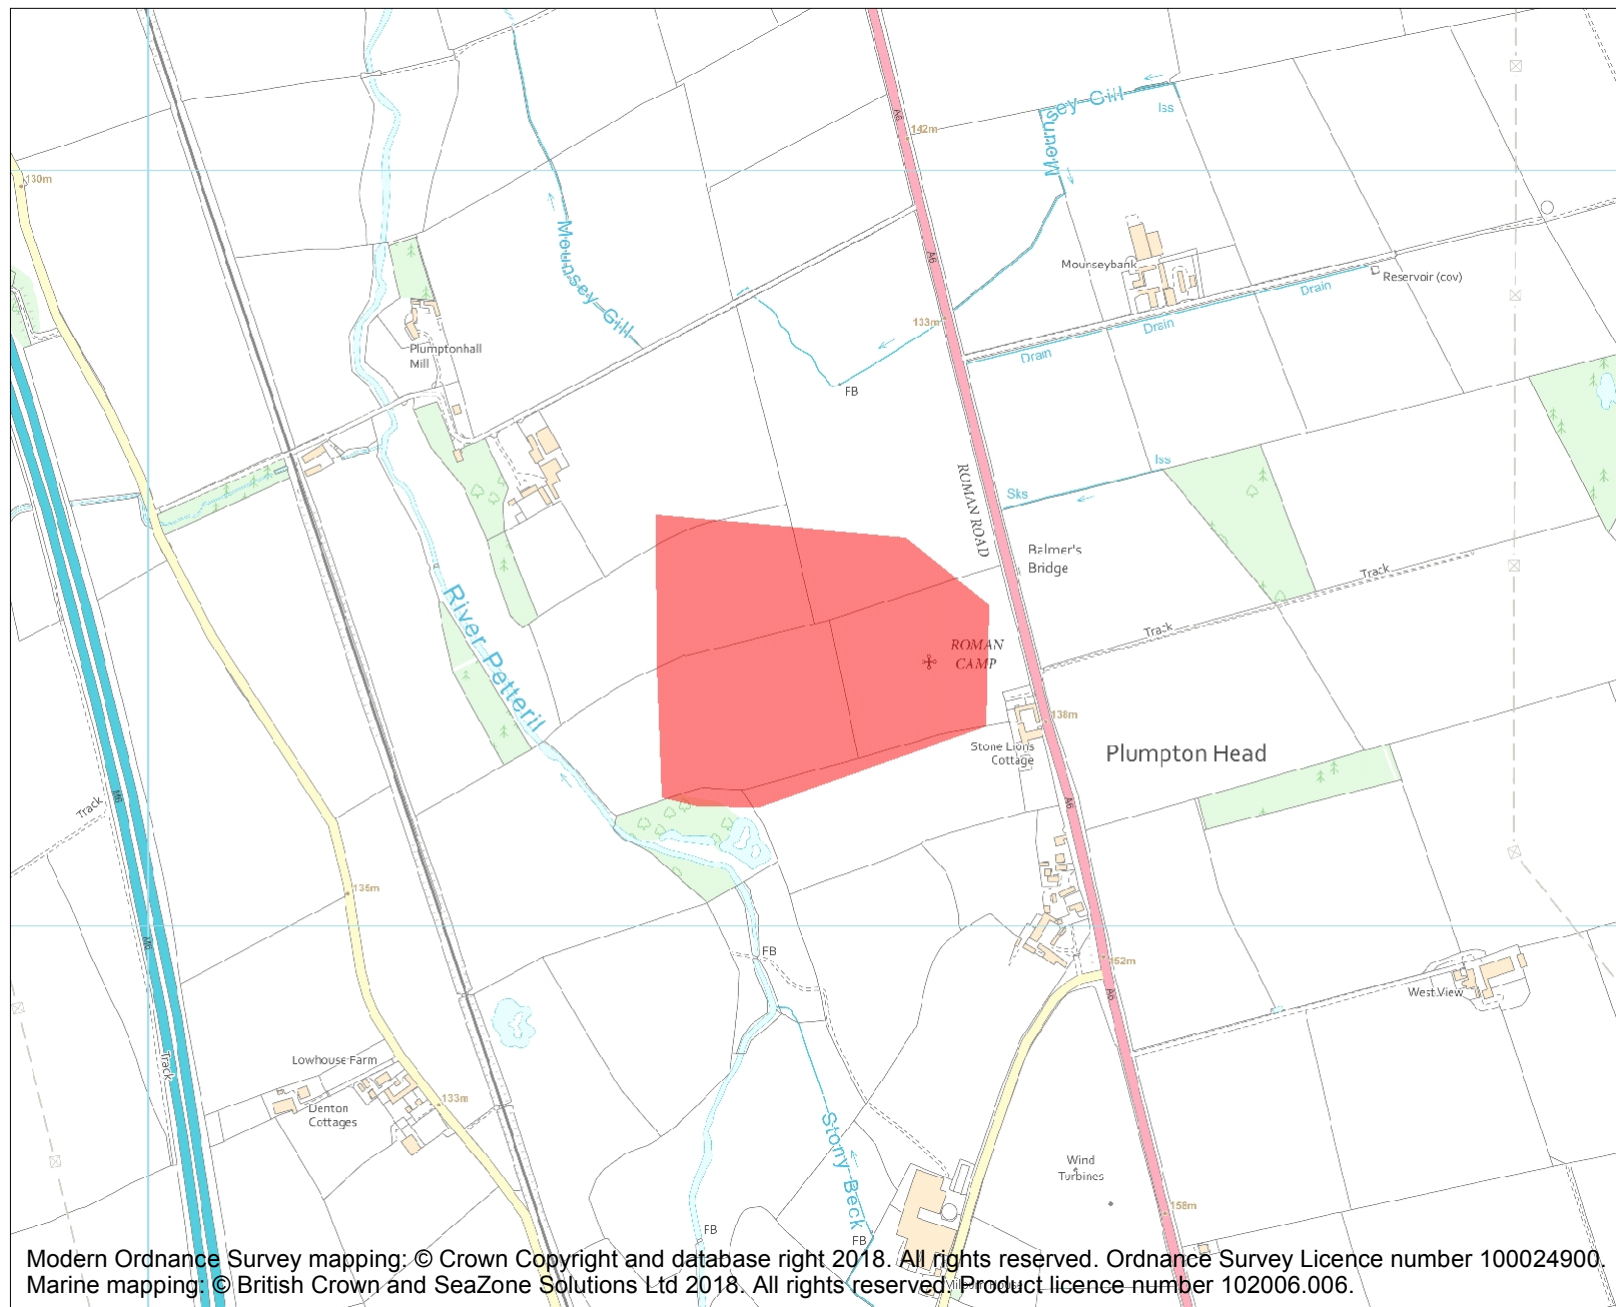 A6
142m
Mounsey Gill
Iss
130m
Mounsey Gill
A6
Mounseybank
Reservoir (cov)
Drain
133m
Drain
Drain
Plumptonhall
Mill
FB
Iss
Sks
ROMAN ROAD
Balmer's
Bridge
Track
River Petteril
Track
ROMAN
CAMP
138m
Stone Lions
Cottage
Plumpton Head
M6
Track
A6
135m
M6
FB
152m
A6
West View
Track
Lowhouse Farm
Denton
Cottages
133m
Stony Beck
Wind
Turbines
158m
FB
FB
Modern Ordnance Survey mapping: © Crown Copyright and database right 2018. All rights reserved. Ordnance Survey Licence number 100024900.
Marine mapping: © British Crown and SeaZone Solutions Ltd 2018. All rights reserved. Product licence number 102006.006.